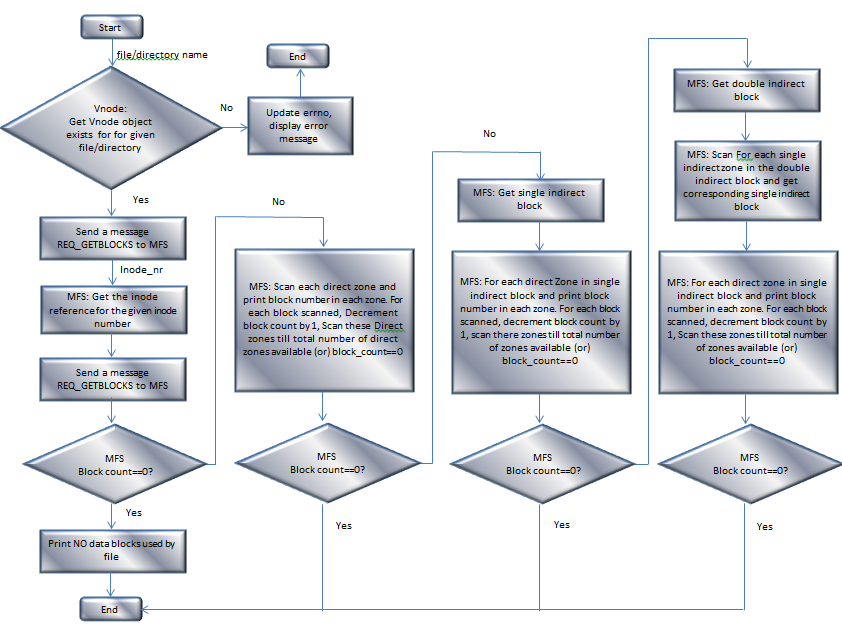 Start
file/directory name
Vnode:
Get Vnode object
exists for for given
file/directory
No
Update errno,
display error
message
End
Yes
Send a message
REQ_GETBLOCKS to MFS
Inode_nr
MFS: Get the inode
reference for the given inode
number
Send a message
REQ_GETBLOCKS to MFS
MFS
Block count==0?
Yes
Print NO data blocks used by
file
End
No
MFS: Scan each direct zone and
print block number in each zone. For
each block scanned, Decrement
block count by 1, Scan these Direct
zones till total number of direct
zones available (or) block_count==0
MFS
Block count==0?
Yes
No
MFS: Get single indirect
block
MFS: For each direct Zone in single
indirect block and print block
number in each zone. For each block
scanned, decrement block count by
1, scan there zones till total number
of zones available (or)
block_count==0
MFS
Block count==0?
Yes
MFS: Get double indirect
block
MFS: Scan For each single
indirect zone in the double
indirect block and get
corresponding single indirect
block
MFS: For each direct zone in single
indirect block and print block
number in each zone. For each block
scanned, decrement block count by
1, Scan these zones till total number
of zones available (or)
block_count==0
MFS
Block count==0?
Yes